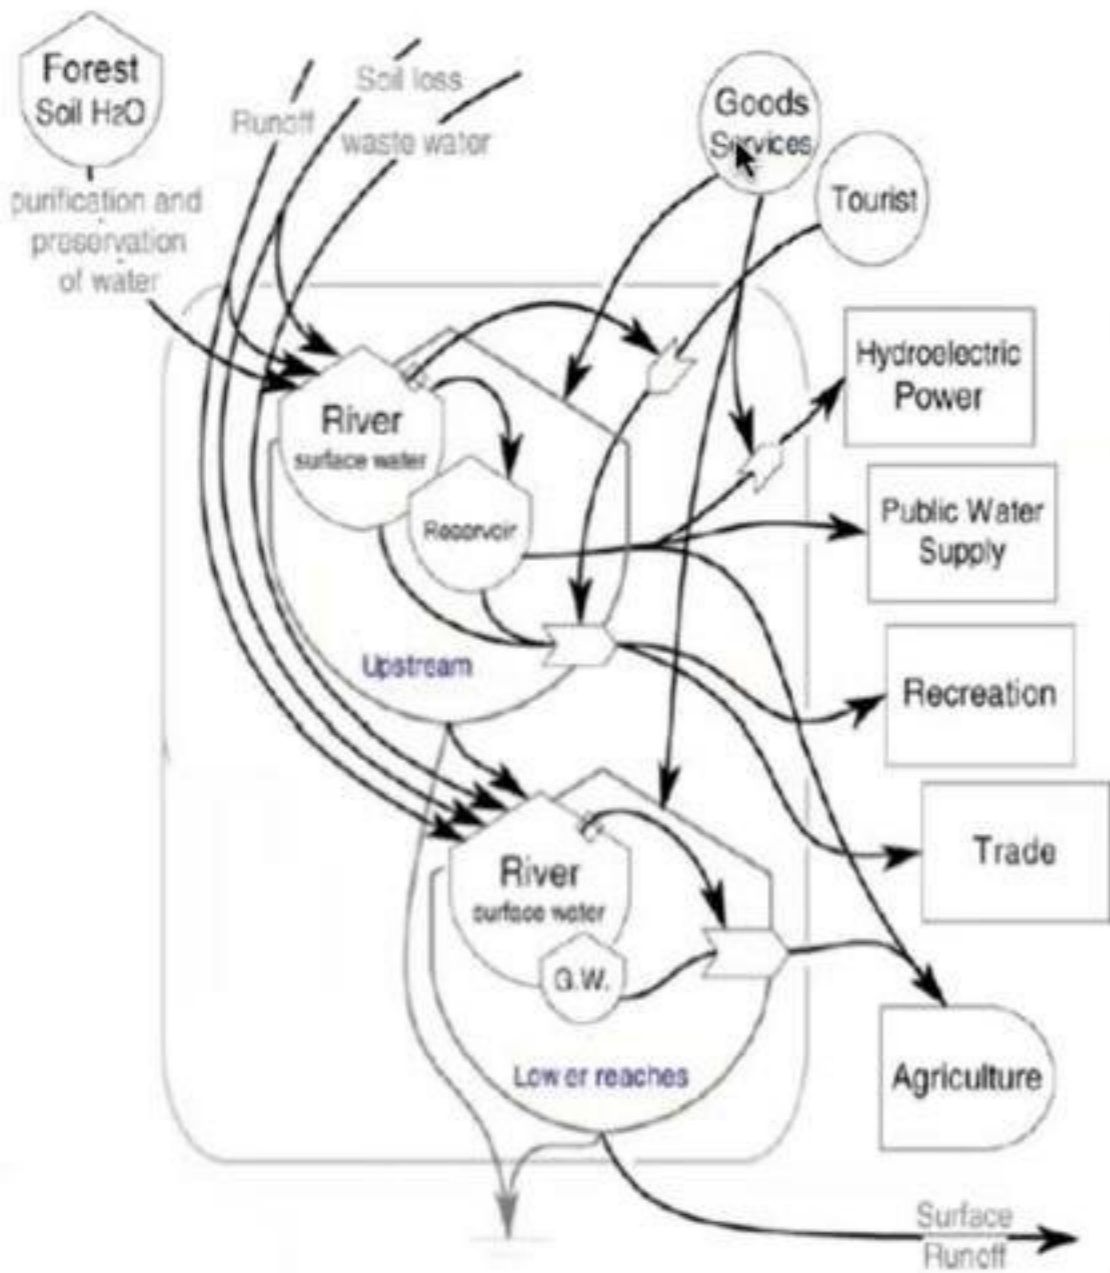 Forest
Soil H2O
Runoff
Soil loss
waste water
purification and
preservation
of water
Goods
Services
Tourist
Hydroelectric
Power
River
surface water
Reservoir
Public Water
Supply
Upstream
Recreation
Trade
River
surface water
G.W.
Lower reaches
Agriculture
Surface
Runoff